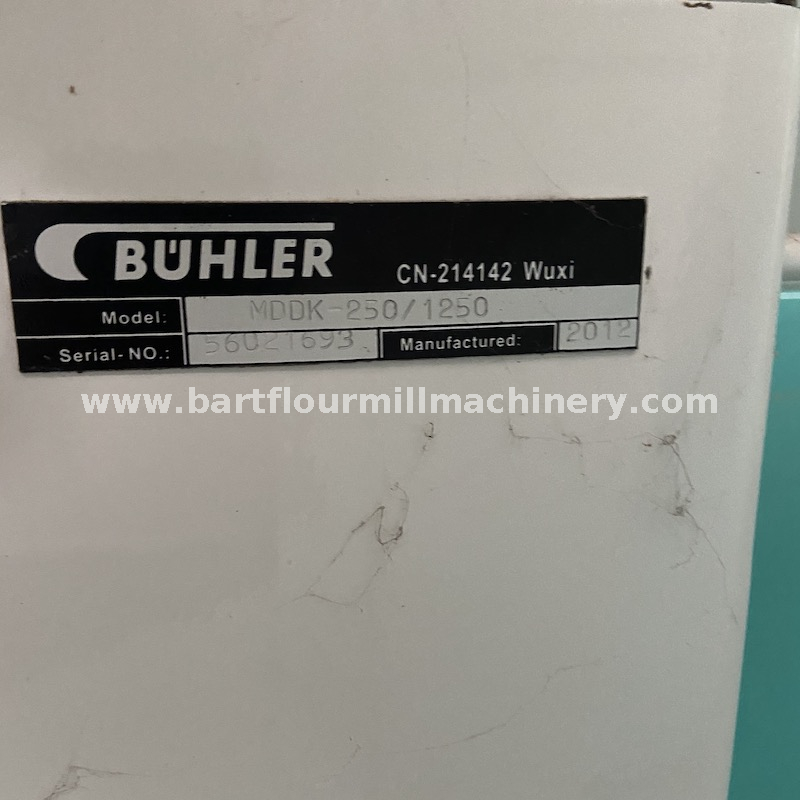 BÜHLER CN-214142 Wuxi
Model: MDDK-250/1250
Serial-NO.: 56021693 Manufactured: 2012
www.bartflourmillmachinery.com